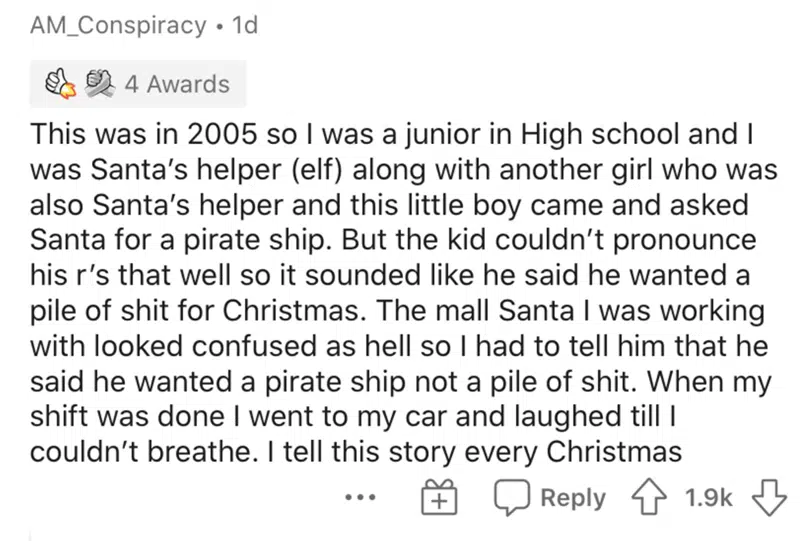 AM_Conspiracy • 1d
4 Awards
This was in 2005 so I was a junior in High school and I
was Santa's helper (elf) along with another girl who was
also Santa's helper and this little boy came and asked
Santa for a pirate ship. But the kid couldn't pronounce
his r's that well so it sounded like he said he wanted a
pile of shit for Christmas. The mall Santa I was working
with looked confused as hell so I had to tell him that he
said he wanted a pirate ship not a pile of shit. When my
shift was done I went to my car and laughed till I
couldn't breathe. I tell this story every Christmas
Reply 1.9k